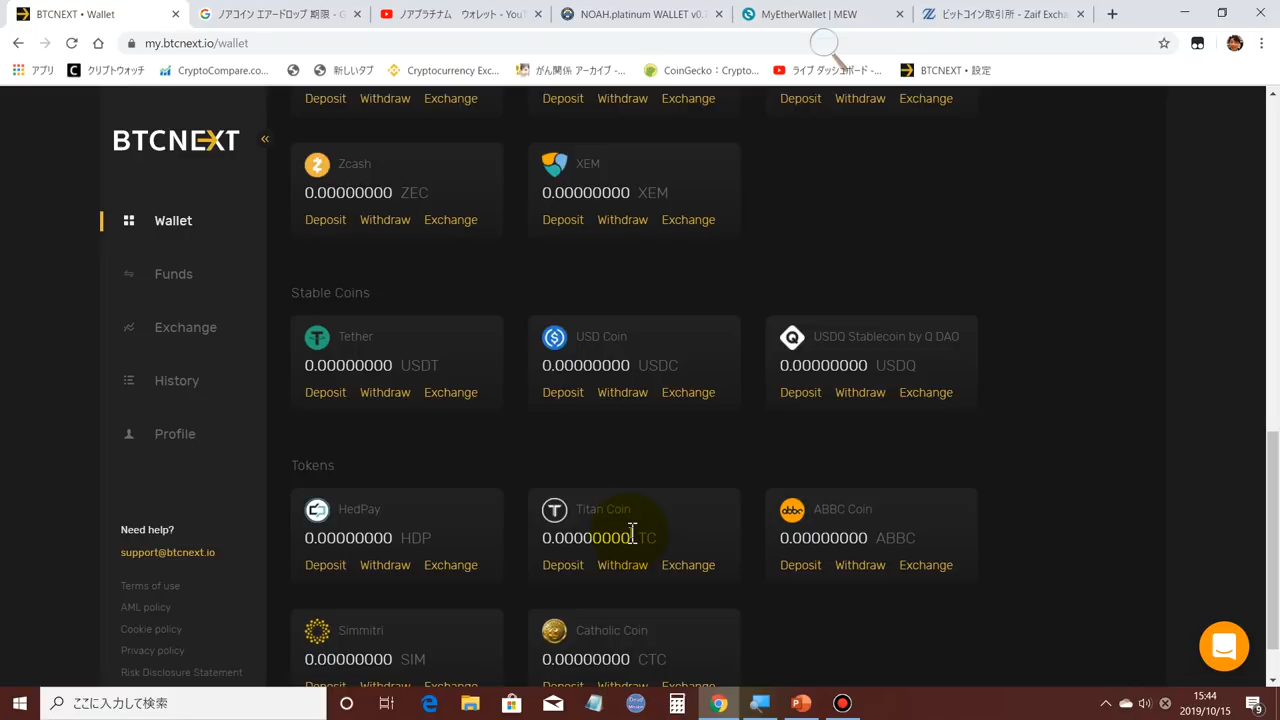 BTCNEXT • WALLET
ノアコイン エアードロップ 期限 - G
ノアプラチナム ウォレット - YouT
NOAH.platinum WALLET v0.7
MyEtherWallet | MEW
ビットコイン取引所 - Zaif Excha
my.btcnext.io/wallet
アプリ
クリプトウォッチ
CryptoCompare.co...
新しいタブ
Cryptocurrency Exc...
がん関係 アーカイブ - ...
CoinGecko：Crypto...
ライブ ダッシュボード - ...
BTCNEXT • 設定
BTCNEXT
«
Wallet
Funds
Exchange
History
Profile
Need help?
support@btcnext.io
Terms of use
AML policy
Cookie policy
Privacy policy
Risk Disclosure Statement
Deposit Withdraw Exchange
Deposit Withdraw Exchange
Deposit Withdraw Exchange
Zcash
0.00000000 ZEC
Deposit Withdraw Exchange
XEM
0.00000000 XEM
Deposit Withdraw Exchange
Stable Coins
Tether
0.00000000 USDT
Deposit Withdraw Exchange
USD Coin
0.00000000 USDC
Deposit Withdraw Exchange
USDQ Stablecoin by Q DAO
0.00000000 USDQ
Deposit Withdraw Exchange
Tokens
HedPay
0.00000000 HDP
Deposit Withdraw Exchange
Titan Coin
0.00000000 TC
Deposit Withdraw Exchange
abbc
ABBC Coin
0.00000000 ABBC
Deposit Withdraw Exchange
Simmitri
0.00000000 SIM
Catholic Coin
0.00000000 CTC
ここに入力して検索
15:44
2019/10/15
9